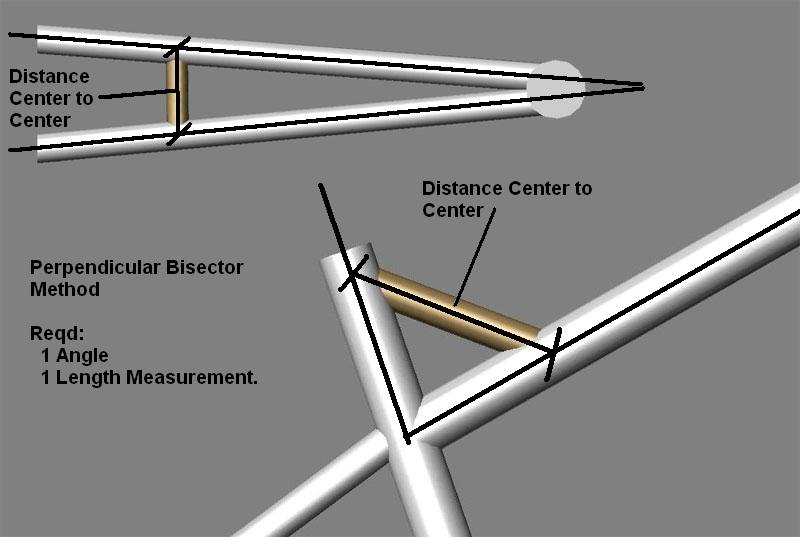 Distance
Center to
Center
Distance Center to
Center
Perpendicular Bisector
Method
Reqd:
1 Angle
1 Length Measurement.